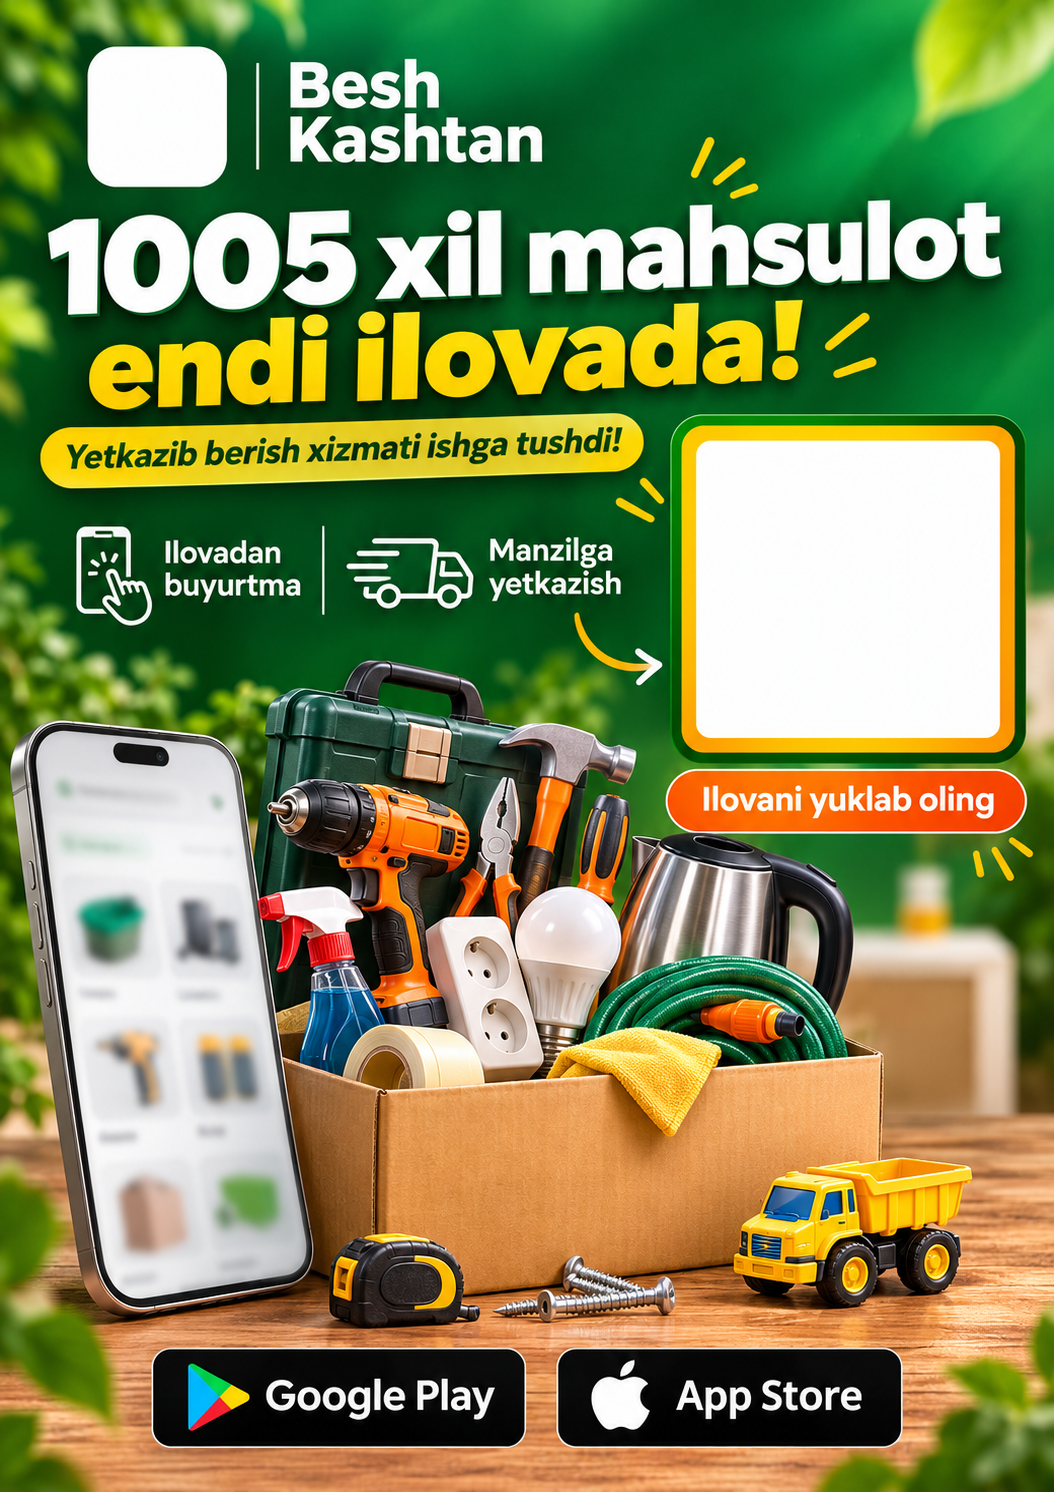 Besh
Kashtan
1005 xil mahsulot
endi ilovada!
Yetkazib berish xizmati ishga tushdi!
Ilovadan
buyurtma
Manzilga
yetkazish
Ilovani yuklab oling
Google Play
App Store